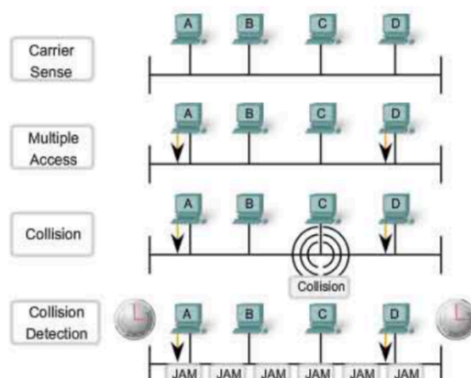 A B C D
Carrier
Sense
A B C D
Multiple
Access
A B C D
Collision
Collision
Collision
Detection
A B C D
JAM JAM JAM JAM JAM JAM